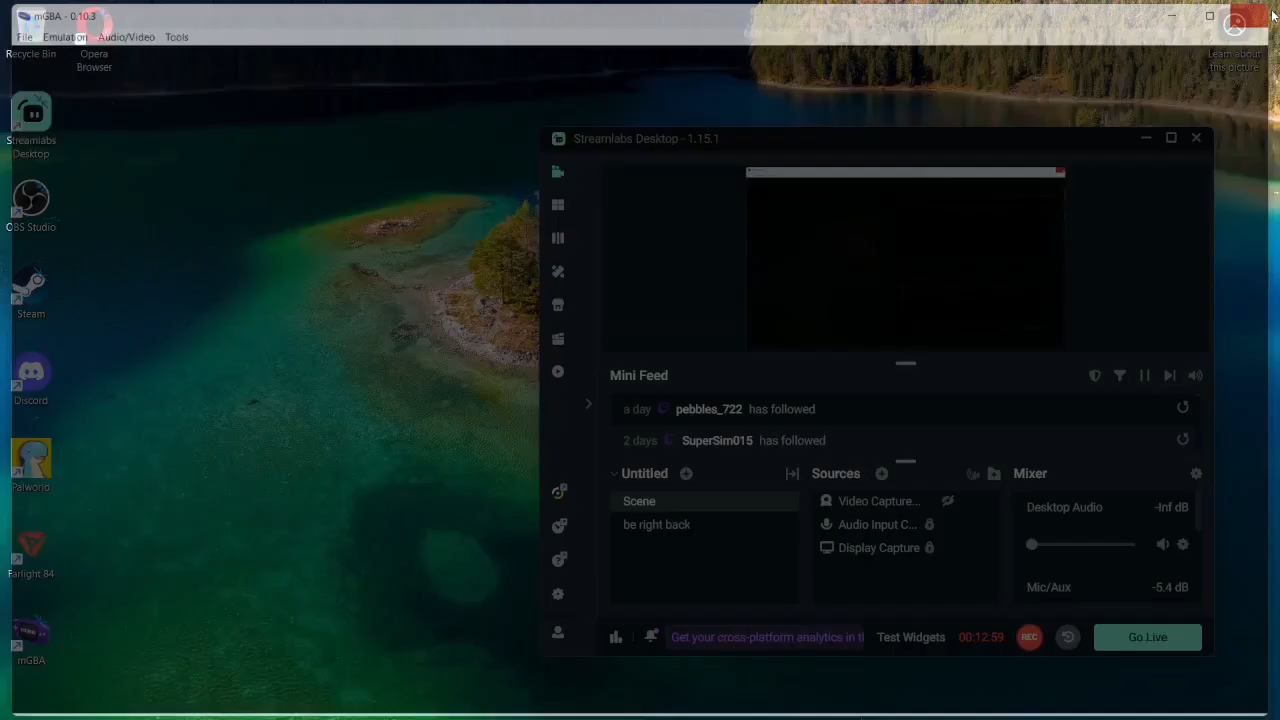 mGBA - 0.10.3
File Emulation Audio/Video Tools
Recycle Bin
Opera
Browser
Learn about
this picture
Streamlabs
Desktop
OBS Studio
Steam
Discord
Palworld
Farlight 84
mGBA
Streamlabs Desktop - 1.15.1
Mini Feed
a day pebbles_722 has followed
2 days SuperSim015 has followed
Untitled
Scene
be right back
Sources
Video Capture...
Audio Input C...
Display Capture
Mixer
Desktop Audio -Inf dB
Mic/Aux -5.4 dB
Get your cross-platform analytics in t
Test Widgets 00:12:59 REC Go Live